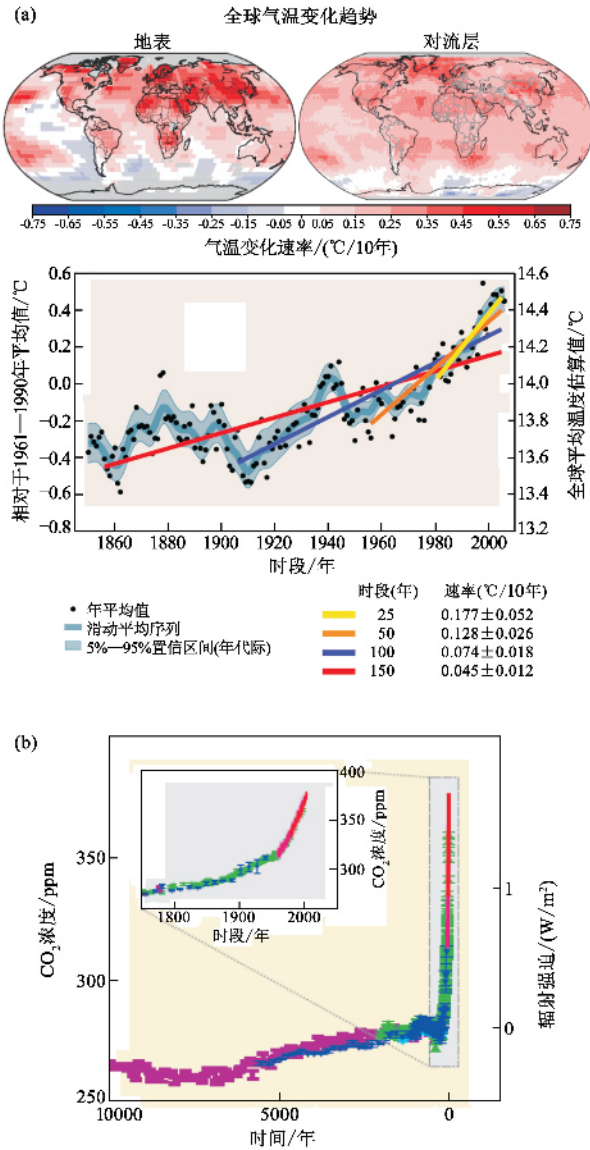 (a)
全球气温变化趋势
地表
对流层
-0.75 -0.65 -0.55 -0.45 -0.35 -0.25 -0.15 -0.05 0 0.05 0.15 0.25 0.35 0.45 0.55 0.65 0.75
气温变化速率/(℃/10年)
相对于1961—1990年平均值/℃
0.6
0.4
0.2
0.0
-0.2
-0.4
-0.6
-0.8
14.6
14.4
14.2
14.0
13.8
13.6
13.4
13.2
全球平均温度估算值/℃
1860 1880 1900 1920 1940 1960 1980 2000
时段/年
年平均值
滑动平均序列
5%—95%置信区间(年代际)
时段(年) 速率(℃/10年)
25 0.177±0.052
50 0.128±0.026
100 0.074±0.018
150 0.045±0.012
(b)
CO₂浓度/ppm
350
300
250
400
350
300
CO₂浓度/ppm
1800 1900 2000
时段/年
1
0
辐射强迫/(W/m²)
10000 5000 0
时间/年